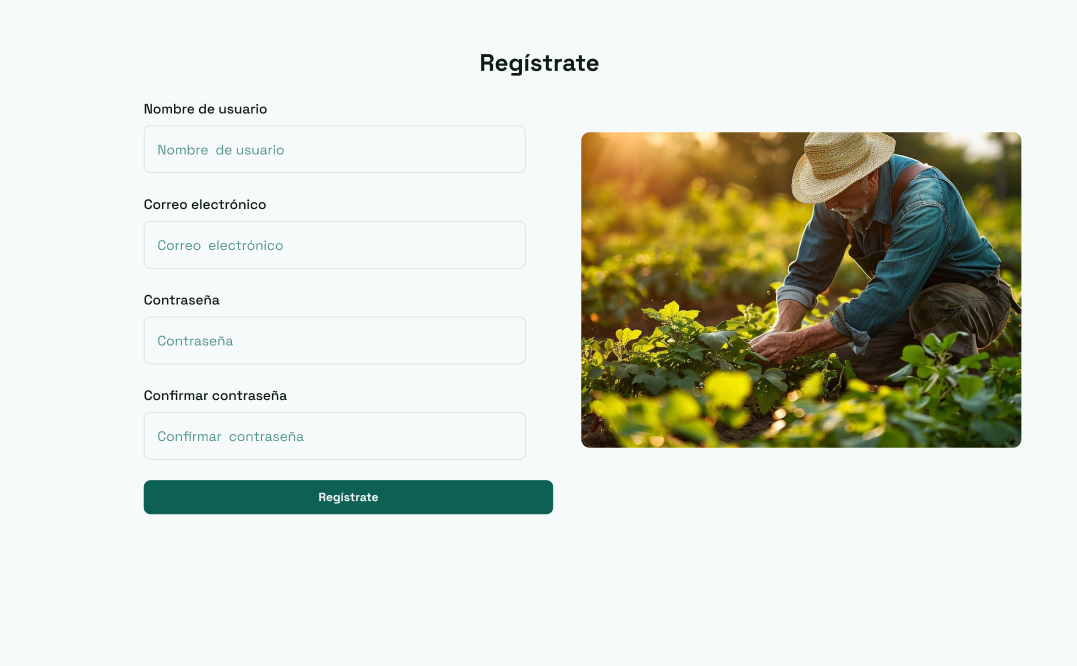 Regístrate
Nombre de usuario
Nombre de usuario
Correo electrónico
Correo electrónico
Contraseña
Contraseña
Confirmar contraseña
Confirmar contraseña
Regístrate